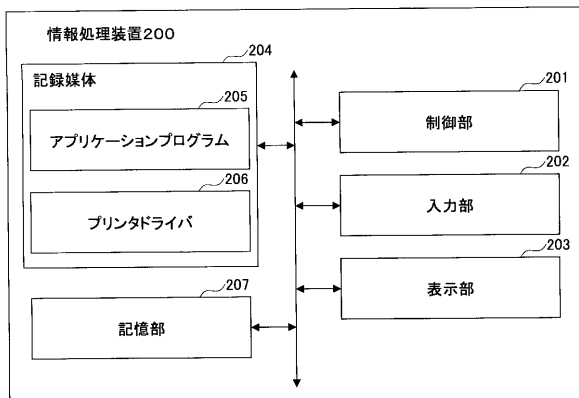 情報処理装置200
204
記録媒体
205
アプリケーションプログラム
206
プリンタドライバ
207
記憶部
201
制御部
202
入力部
203
表示部